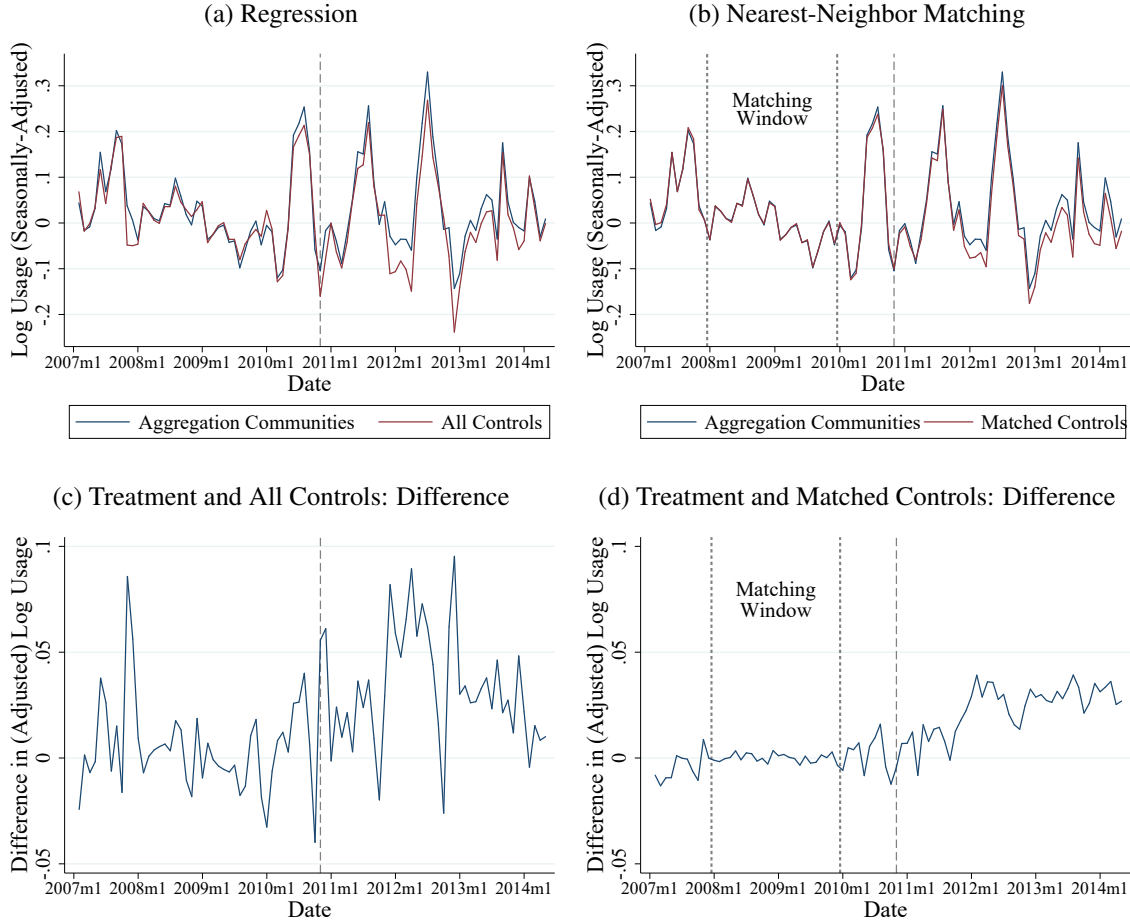 (a) Regression
Log Usage (Seasonally-Adjusted)
.3
.2
.1
0
-.1
-.2
2007m1 2008m1 2009m1 2010m1 2011m1 2012m1 2013m1 2014m1
Date
Aggregation Communities All Controls
(b) Nearest-Neighbor Matching
Log Usage (Seasonally-Adjusted)
.3
.2
.1
0
-.1
-.2
Matching
Window
2007m1 2008m1 2009m1 2010m1 2011m1 2012m1 2013m1 2014m1
Date
Aggregation Communities Matched Controls
(c) Treatment and All Controls: Difference
Difference in (Adjusted) Log Usage
.1
.05
0
-.05
2007m1 2008m1 2009m1 2010m1 2011m1 2012m1 2013m1 2014m1
Date
(d) Treatment and Matched Controls: Difference
Difference in (Adjusted) Log Usage
.1
.05
0
-.05
Matching
Window
2007m1 2008m1 2009m1 2010m1 2011m1 2012m1 2013m1 2014m1
Date